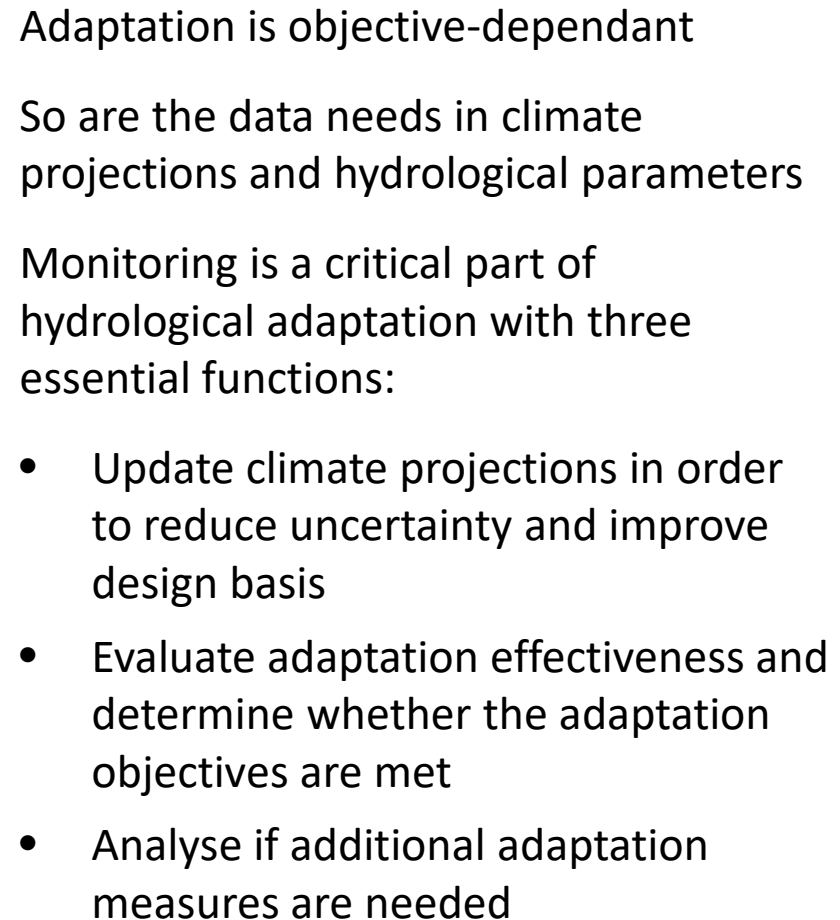 Adaptation is objective-dependant
So are the data needs in climate
projections and hydrological parameters
Monitoring is a critical part of
hydrological adaptation with three
essential functions:
• Update climate projections in order
to reduce uncertainty and improve
design basis
• Evaluate adaptation effectiveness and
determine whether the adaptation
objectives are met
• Analyse if additional adaptation
measures are needed